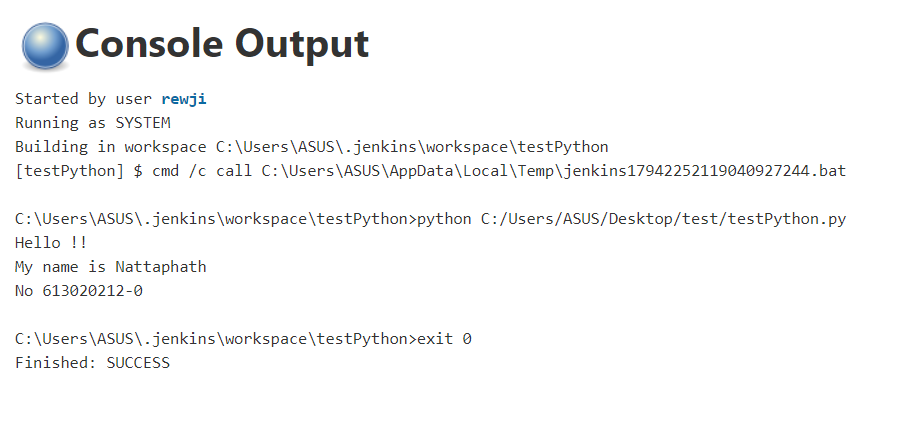 Console Output
Started by user rewji
Running as SYSTEM
Building in workspace C:\Users\ASUS\.jenkins\workspace\testPython
[testPython] $ cmd /c call C:\Users\ASUS\AppData\Local\Temp\jenkins17942252119040927244.bat
C:\Users\ASUS\.jenkins\workspace\testPython>python C:/Users/ASUS/Desktop/test/testPython.py
Hello !!
My name is Nattaphath
No 613020212-0
C:\Users\ASUS\.jenkins\workspace\testPython>exit 0
Finished: SUCCESS